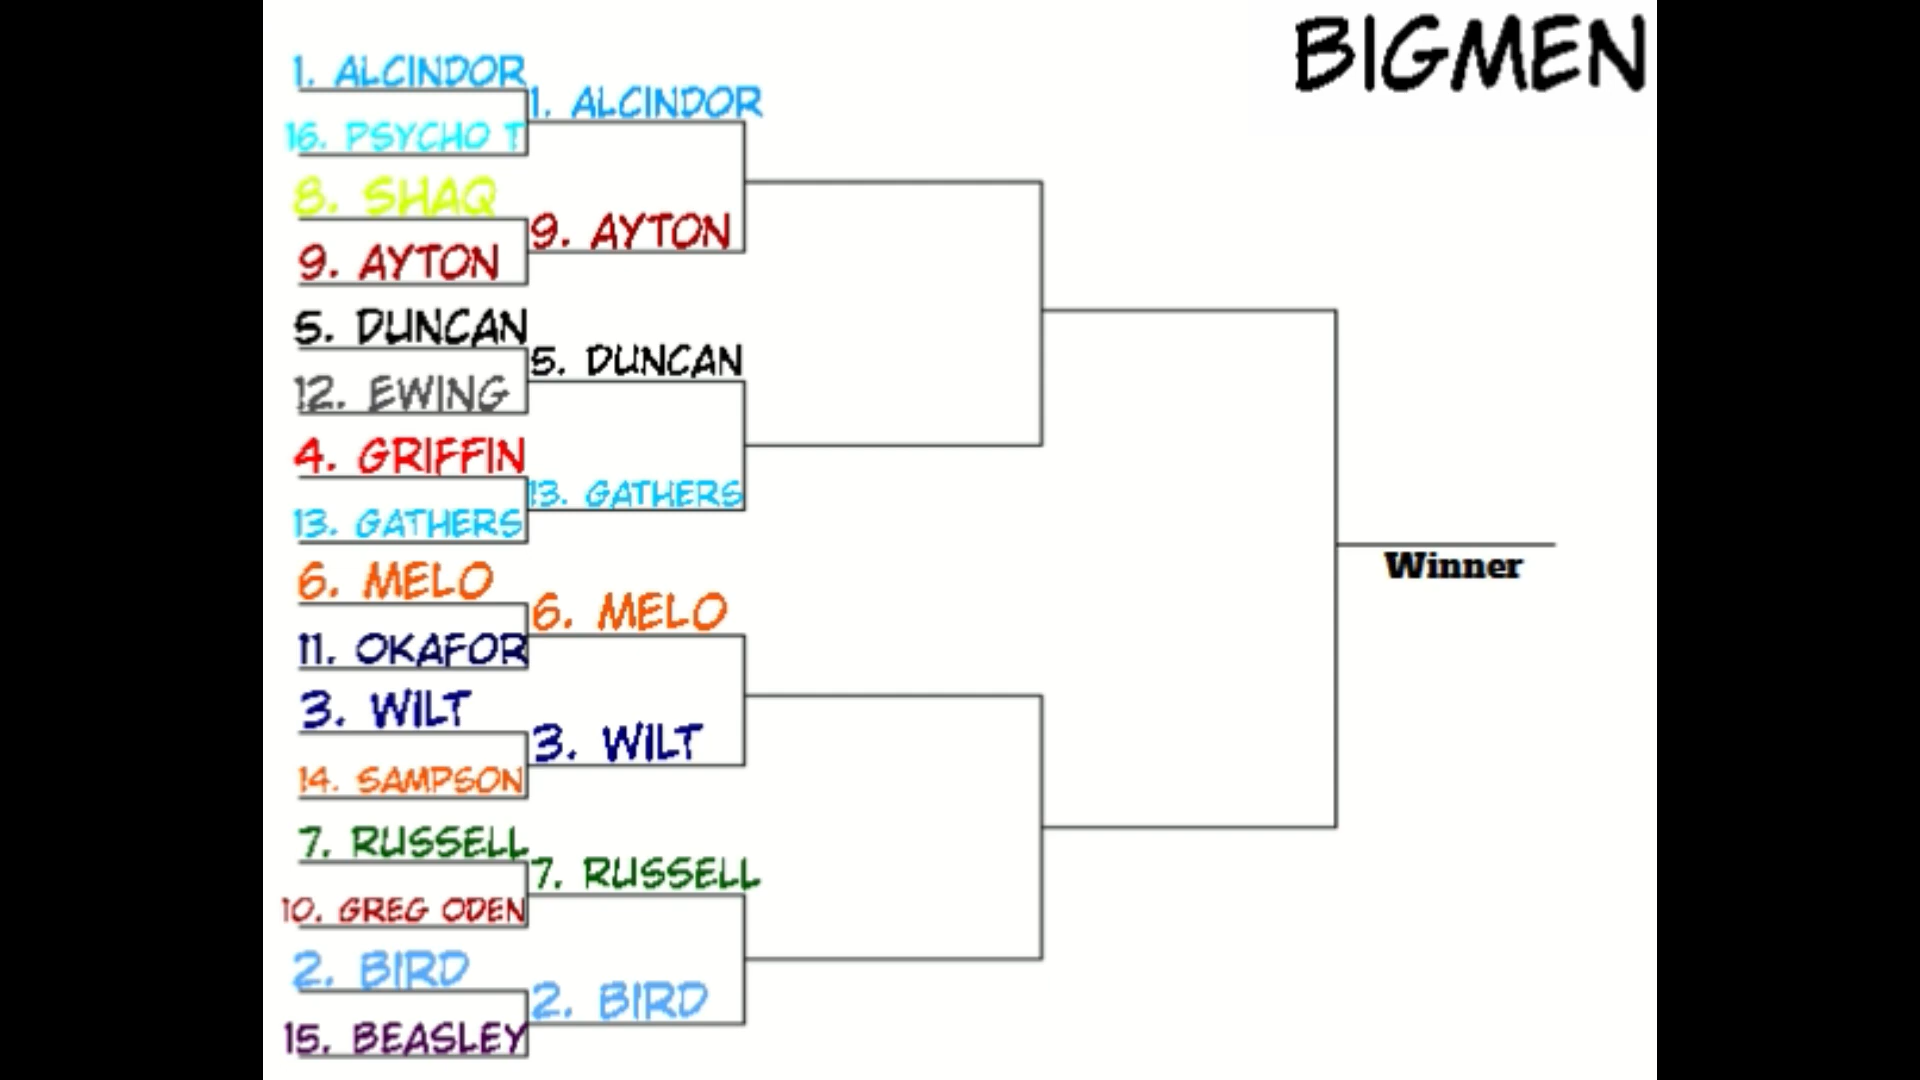 BIGMEN
1. ALCINDOR
16. PSYCHO T
8. SHAQ
9. AYTON
5. DUNCAN
12. EWING
4. GRIFFIN
13. GATHERS
6. MELO
11. OKAFOR
3. WILT
14. SAMPSON
7. RUSSELL
10. GREG ODEN
2. BIRD
15. BEASLEY
1. ALCINDOR
9. AYTON
5. DUNCAN
13. GATHERS
6. MELO
3. WILT
7. RUSSELL
2. BIRD
Winner